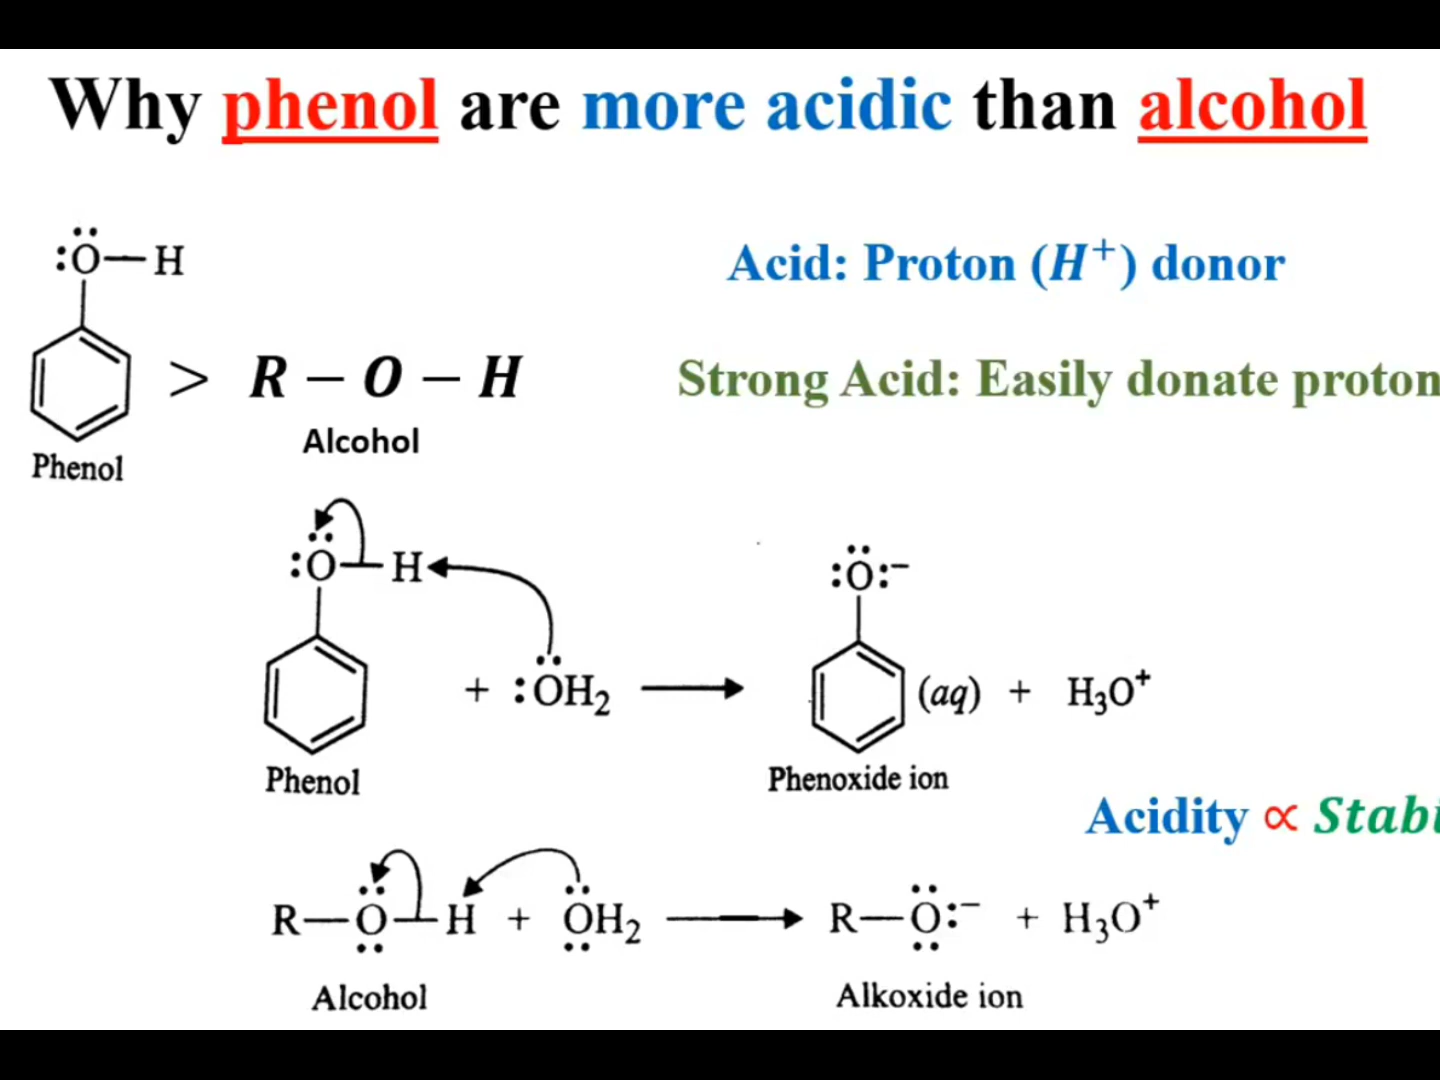 Why phenol are more acidic than alcohol
:Ö—H
Acid: Proton (H⁺) donor
> R – O – H
Strong Acid: Easily donate proton
Alcohol
Phenol
:Ö—H
:Ö:⁻
+ :ÖH₂ ⟶ (aq) + H₃O⁺
Phenol
Phenoxide ion
Acidity ∝ Stabi
R—Ö—H + ÖH₂ ⟶ R—Ö:⁻ + H₃O⁺
Alcohol
Alkoxide ion